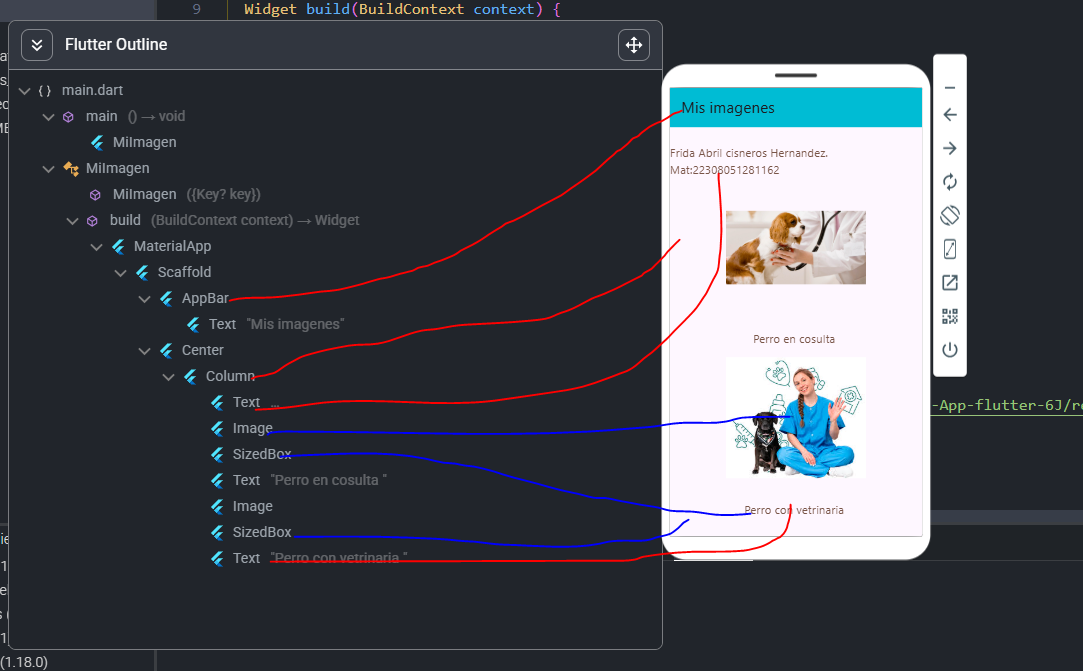 9 Widget build(BuildContext context) {
Flutter Outline
{ } main.dart
main () → void
MiImagen
MiImagen
MiImagen ({Key? key})
build (BuildContext context) → Widget
MaterialApp
Scaffold
AppBar
Text "Mis imagenes"
Center
Column
Text ...
Image
SizedBox
Text "Perro en cosulta "
Image
SizedBox
Text "Perro con vetrinaria "
(1.18.0)
Mis imagenes
Frida Abril cisneros Hernandez.
Mat:22308051281162
Perro en cosulta
Perro con vetrinaria
-App-flutter-6J/re